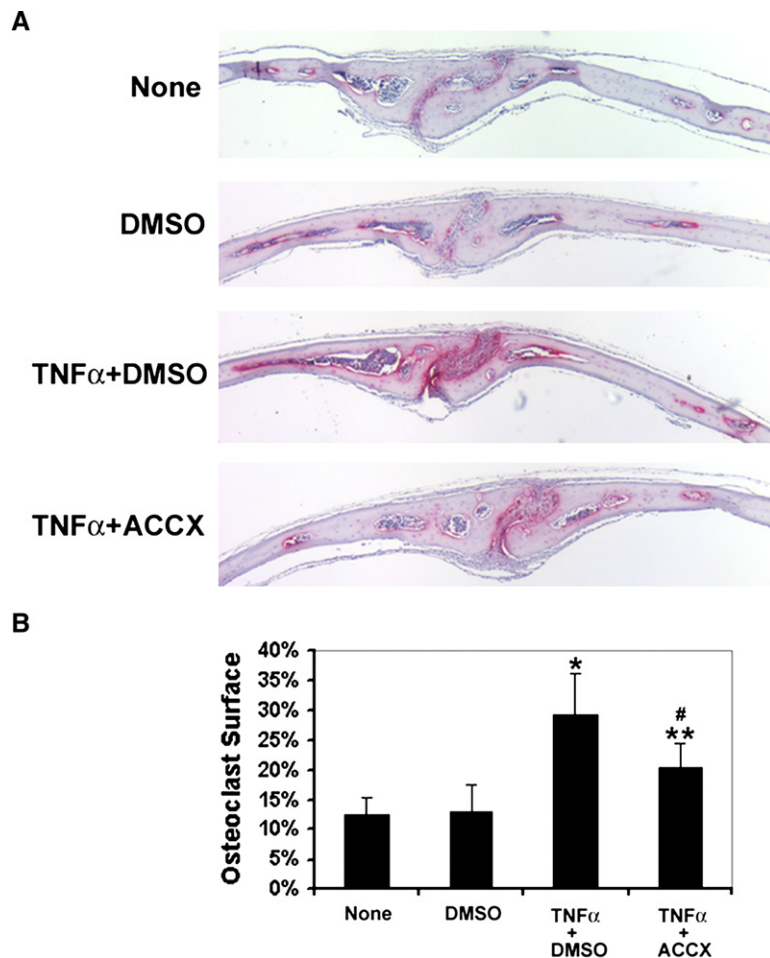 A
None
DMSO
TNFα+DMSO
TNFα+ACCX
B
Osteoclast Surface
40%
35%
30%
25%
20%
15%
10%
5%
0%
*
#
**
None
DMSO
TNFα
+
DMSO
TNFα
+
ACCX